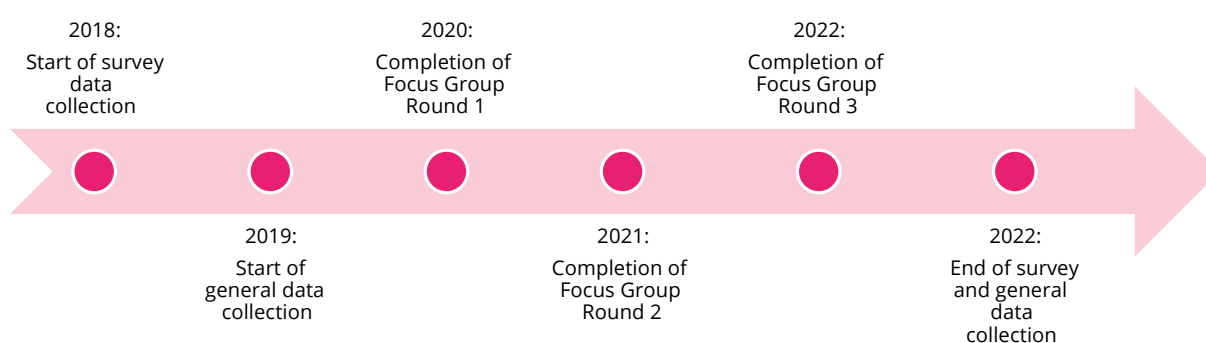 2018:
Start of survey
data
collection
2019:
Start of
general data
collection
2020:
Completion of
Focus Group
Round 1
2021:
Completion of
Focus Group
Round 2
2022:
Completion of
Focus Group
Round 3
2022:
End of survey
and general
data
collection